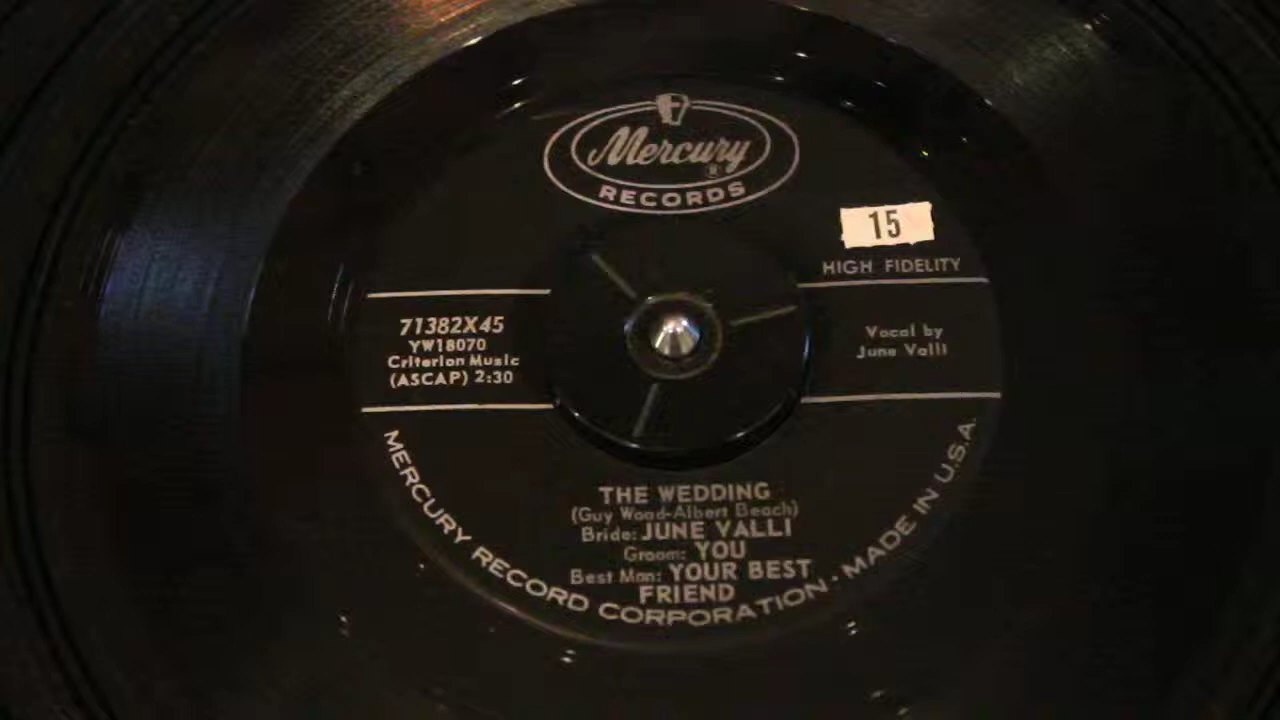 Mercury
®
RECORDS
15
HIGH FIDELITY
71382X45
YW18070
Criterion Music
(ASCAP) 2:30
Vocal by
June Valli
THE WEDDING
(Guy Wood-Albert Beach)
Bride: JUNE VALLI
Groom: YOU
Best Man: YOUR BEST
FRIEND
MERCURY RECORD CORPORATION · MADE IN U.S.A.